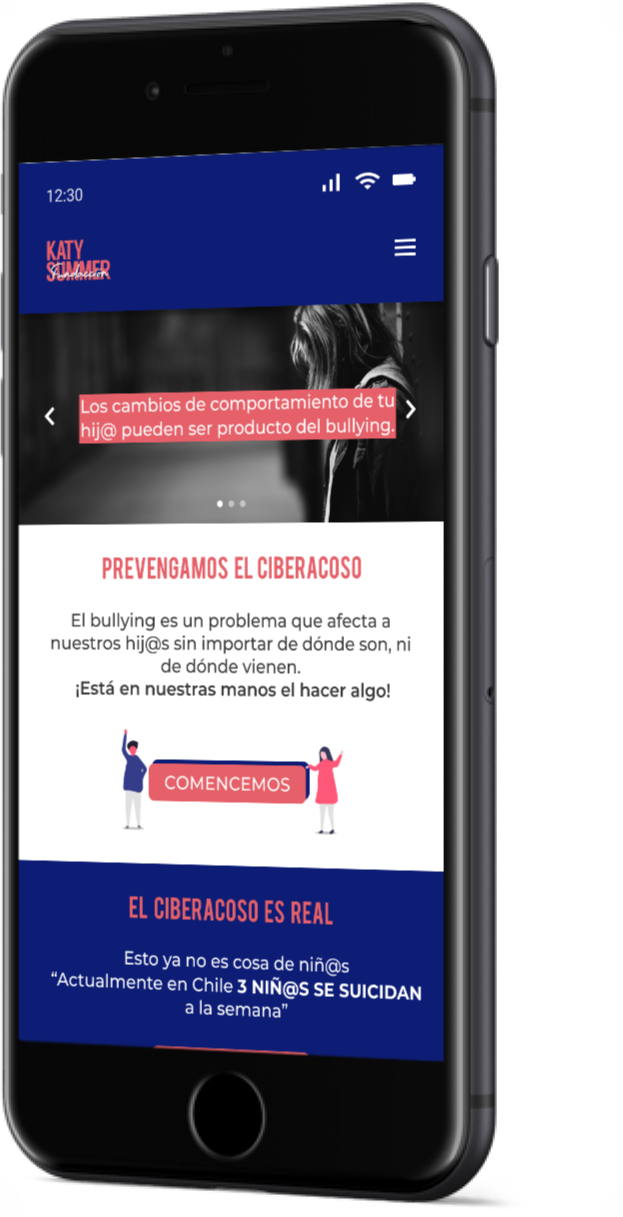 12:30
KATY
SUMMER
Fundación
Los cambios de comportamiento de tu
hij@ pueden ser producto del bullying.
PREVENGAMOS EL CIBERACOSO
El bullying es un problema que afecta a
nuestros hij@s sin importar de dónde son, ni
de dónde vienen.
¡Está en nuestras manos el hacer algo!
COMENCEMOS
EL CIBERACOSO ES REAL
Esto ya no es cosa de niñ@s
“Actualmente en Chile 3 NIÑ@S SE SUICIDAN
a la semana”